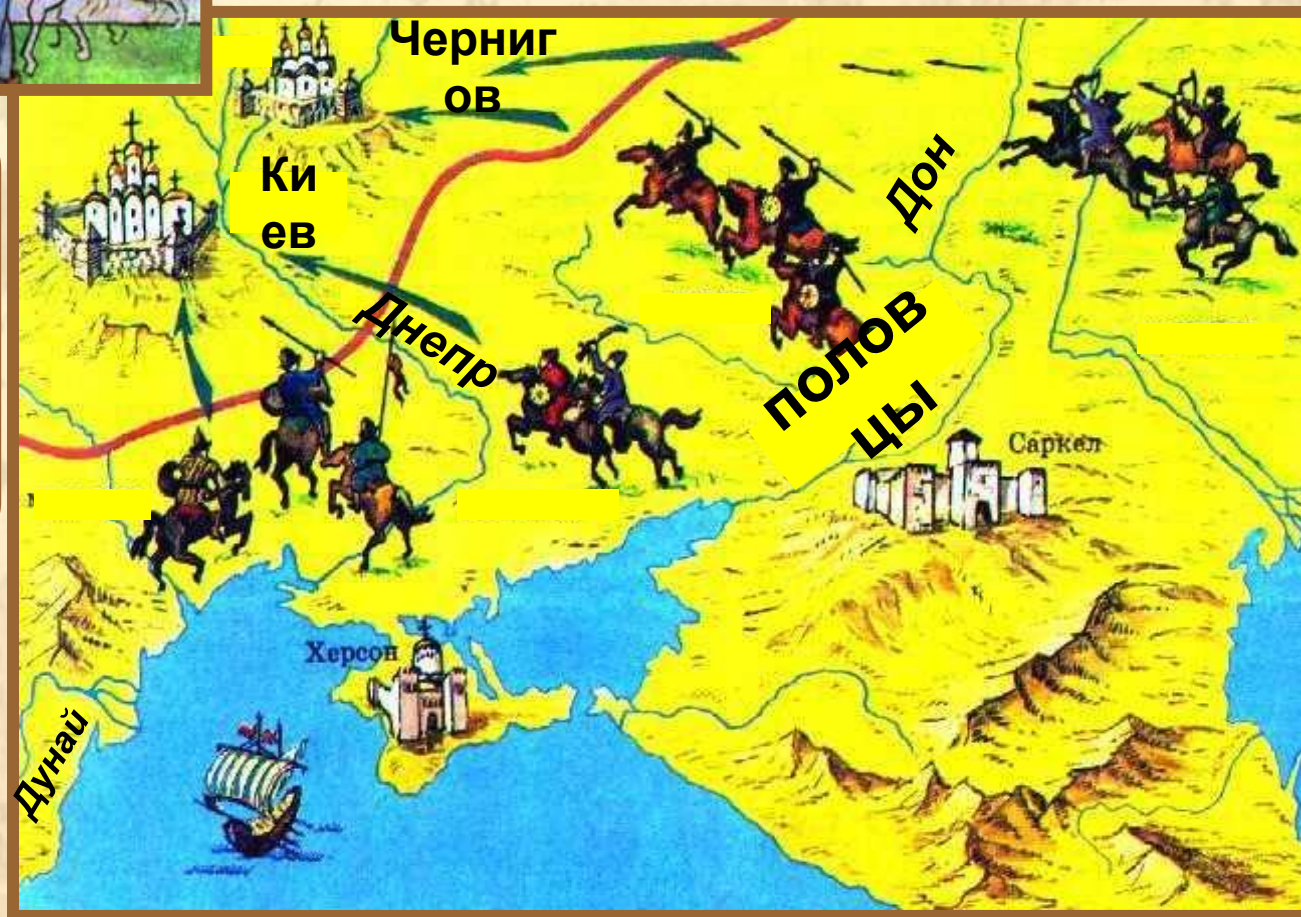 Черниг
ов
Ки
ев
Дон
Днепр
полов
цы
Саркел
Херсон
Дунай